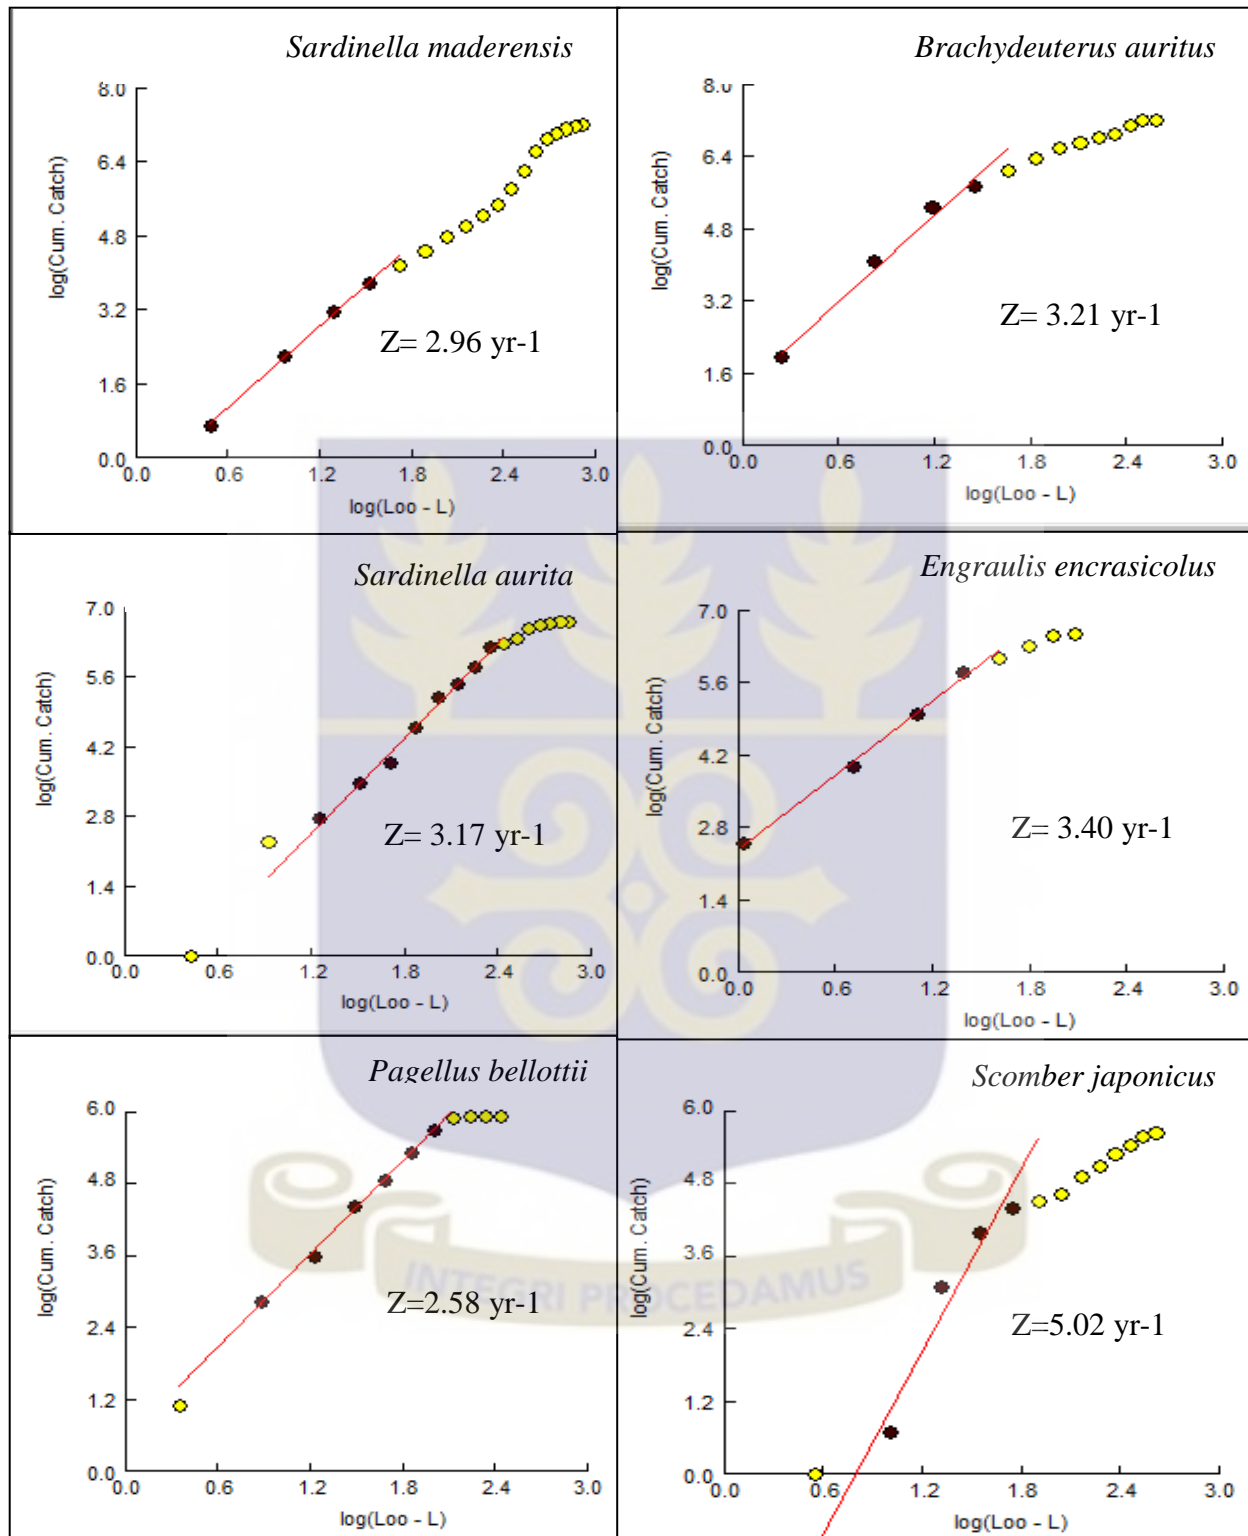 Sardinella maderensis
8.0
6.4
4.8
3.2
1.6
0.0
0.0 0.6 1.2 1.8 2.4 3.0
log(Cum. Catch)
log(Loo - L)
Z= 2.96 yr-1
Brachydeuterus auritus
8.0
6.4
4.8
3.2
1.6
0.0
0.0 0.6 1.2 1.8 2.4 3.0
log(Cum. Catch)
log(Loo - L)
Z= 3.21 yr-1
Sardinella aurita
7.0
5.6
4.2
2.8
1.4
0.0
0.0 0.6 1.2 1.8 2.4 3.0
log(Cum. Catch)
log(Loo - L)
Z= 3.17 yr-1
Engraulis encrasicolus
7.0
5.6
4.2
2.8
1.4
0.0
0.0 0.6 1.2 1.8 2.4 3.0
log(Cum. Catch)
log(Loo - L)
Z= 3.40 yr-1
Pagellus bellottii
6.0
4.8
3.6
2.4
1.2
0.0
0.0 0.6 1.2 1.8 2.4 3.0
log(Cum. Catch)
log(Loo - L)
Z=2.58 yr-1
Scomber japonicus
6.0
4.8
3.6
2.4
1.2
0.0
0.0 0.6 1.2 1.8 2.4 3.0
log(Cum. Catch)
log(Loo - L)
Z=5.02 yr-1
INTEGRI PROCEDAMUS